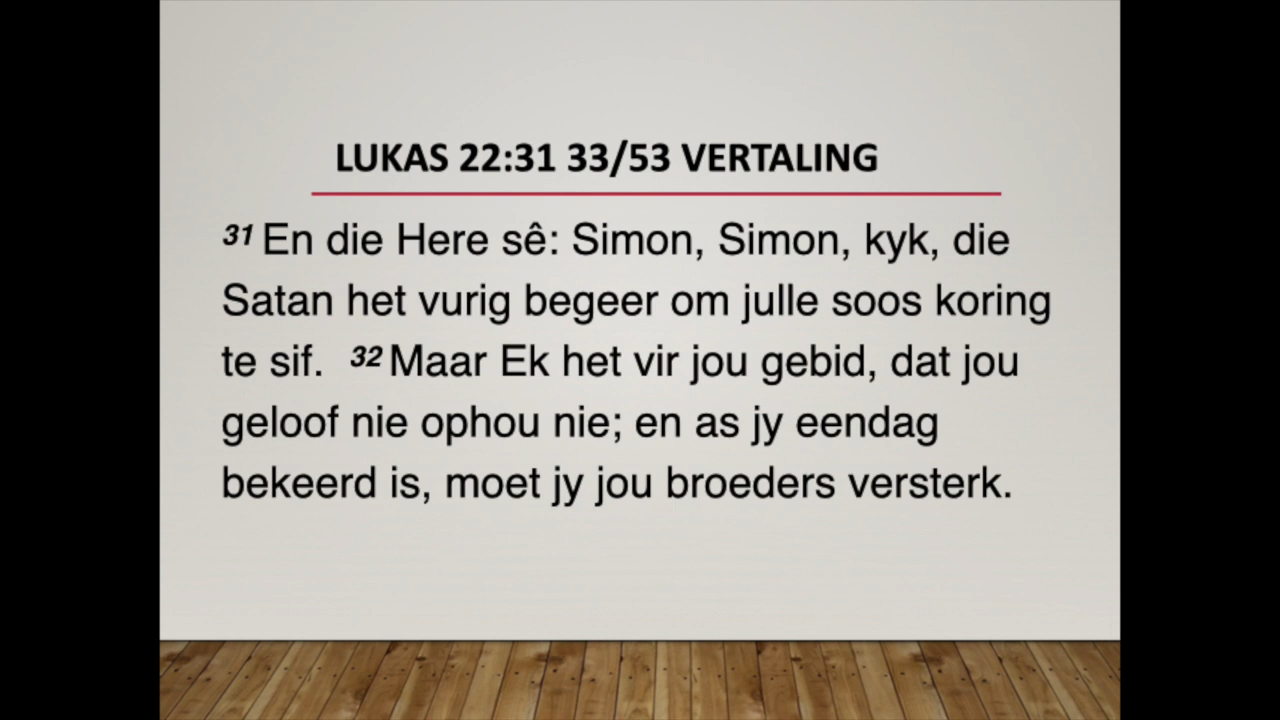 LUKAS 22:31 33/53 VERTALING
31 En die Here sê: Simon, Simon, kyk, die
Satan het vurig begeer om julle soos koring
te sif. 32 Maar Ek het vir jou gebid, dat jou
geloof nie ophou nie; en as jy eendag
bekeerd is, moet jy jou broeders versterk.